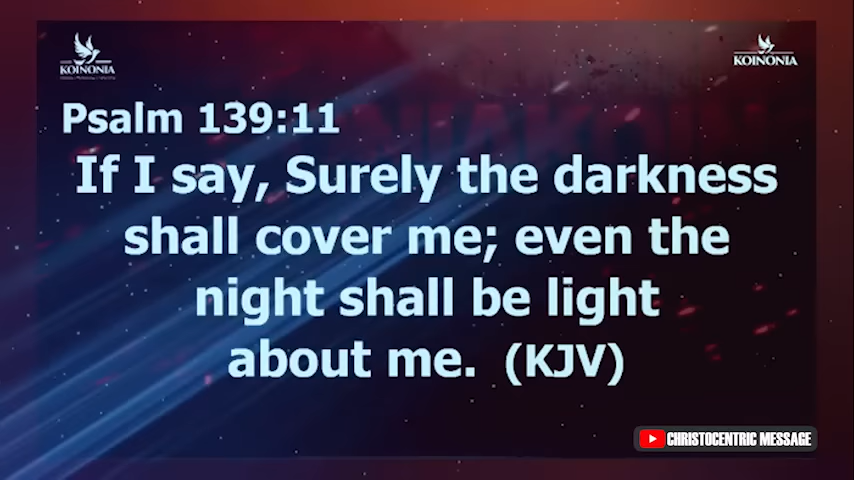 KOINONIA
KOINONIA
Psalm 139:11
If I say, Surely the darkness
shall cover me; even the
night shall be light
about me. (KJV)
CHRISTOCENTRIC MESSAGE